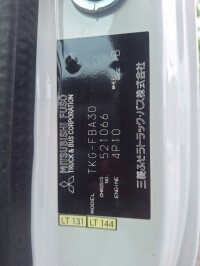 MITSUBISHI FUSO
TRUCK & BUS CORPORATION
MODEL TKG-FBA30
CHASSIS NO. 521066
ENGINE 4P10
三菱ふそうトラック・バス株式会社
LT 131 LT 144